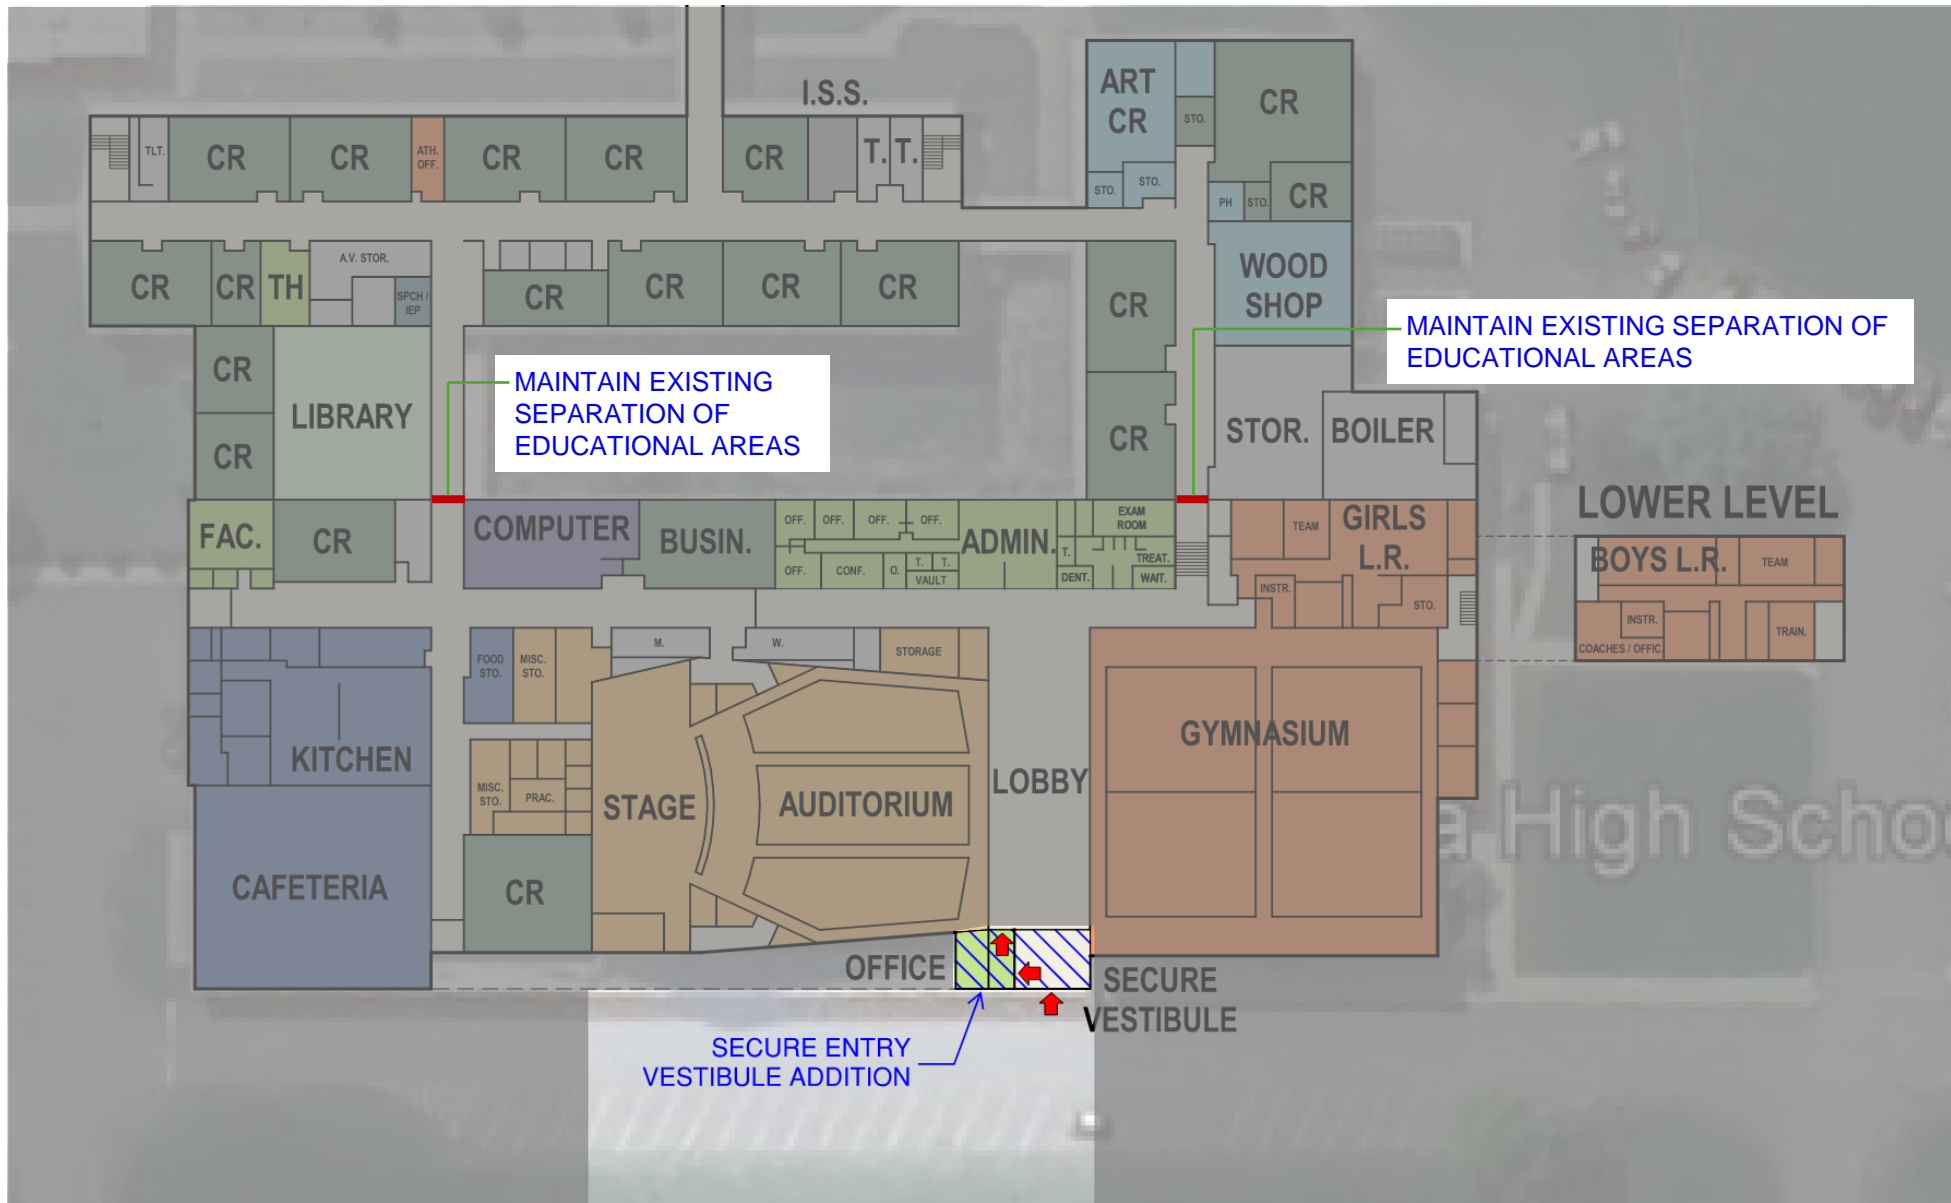 I.S.S.
ART
CR
STO.
CR
TLT.
CR
CR
ATH.
OFF.
CR
CR
CR
T. T.
STO.
STO.
PH
STO.
CR
CR
CR
TH
A.V. STOR.
SPCH /
IEP
CR
CR
CR
CR
CR
WOOD
SHOP
MAINTAIN EXISTING SEPARATION OF
EDUCATIONAL AREAS
CR
LIBRARY
MAINTAIN EXISTING
SEPARATION OF
EDUCATIONAL AREAS
CR
CR
STOR.
BOILER
FAC.
CR
COMPUTER
BUSIN.
OFF.
OFF.
OFF.
OFF.
OFF.
CONF.
O.
T.
T.
VAULT
ADMIN.
T.
DENT.
EXAM
ROOM
TREAT.
WAIT.
TEAM
GIRLS
L.R.
INSTR.
STO.
LOWER LEVEL
BOYS L.R.
TEAM
INSTR.
COACHES / OFFIC
TRAIN.
FOOD
STO.
MISC.
STO.
M.
W.
STORAGE
KITCHEN
MISC.
STO.
PRAC.
STAGE
AUDITORIUM
LOBBY
GYMNASIUM
a High Schoo
CAFETERIA
CR
OFFICE
SECURE
VESTIBULE
SECURE ENTRY
VESTIBULE ADDITION